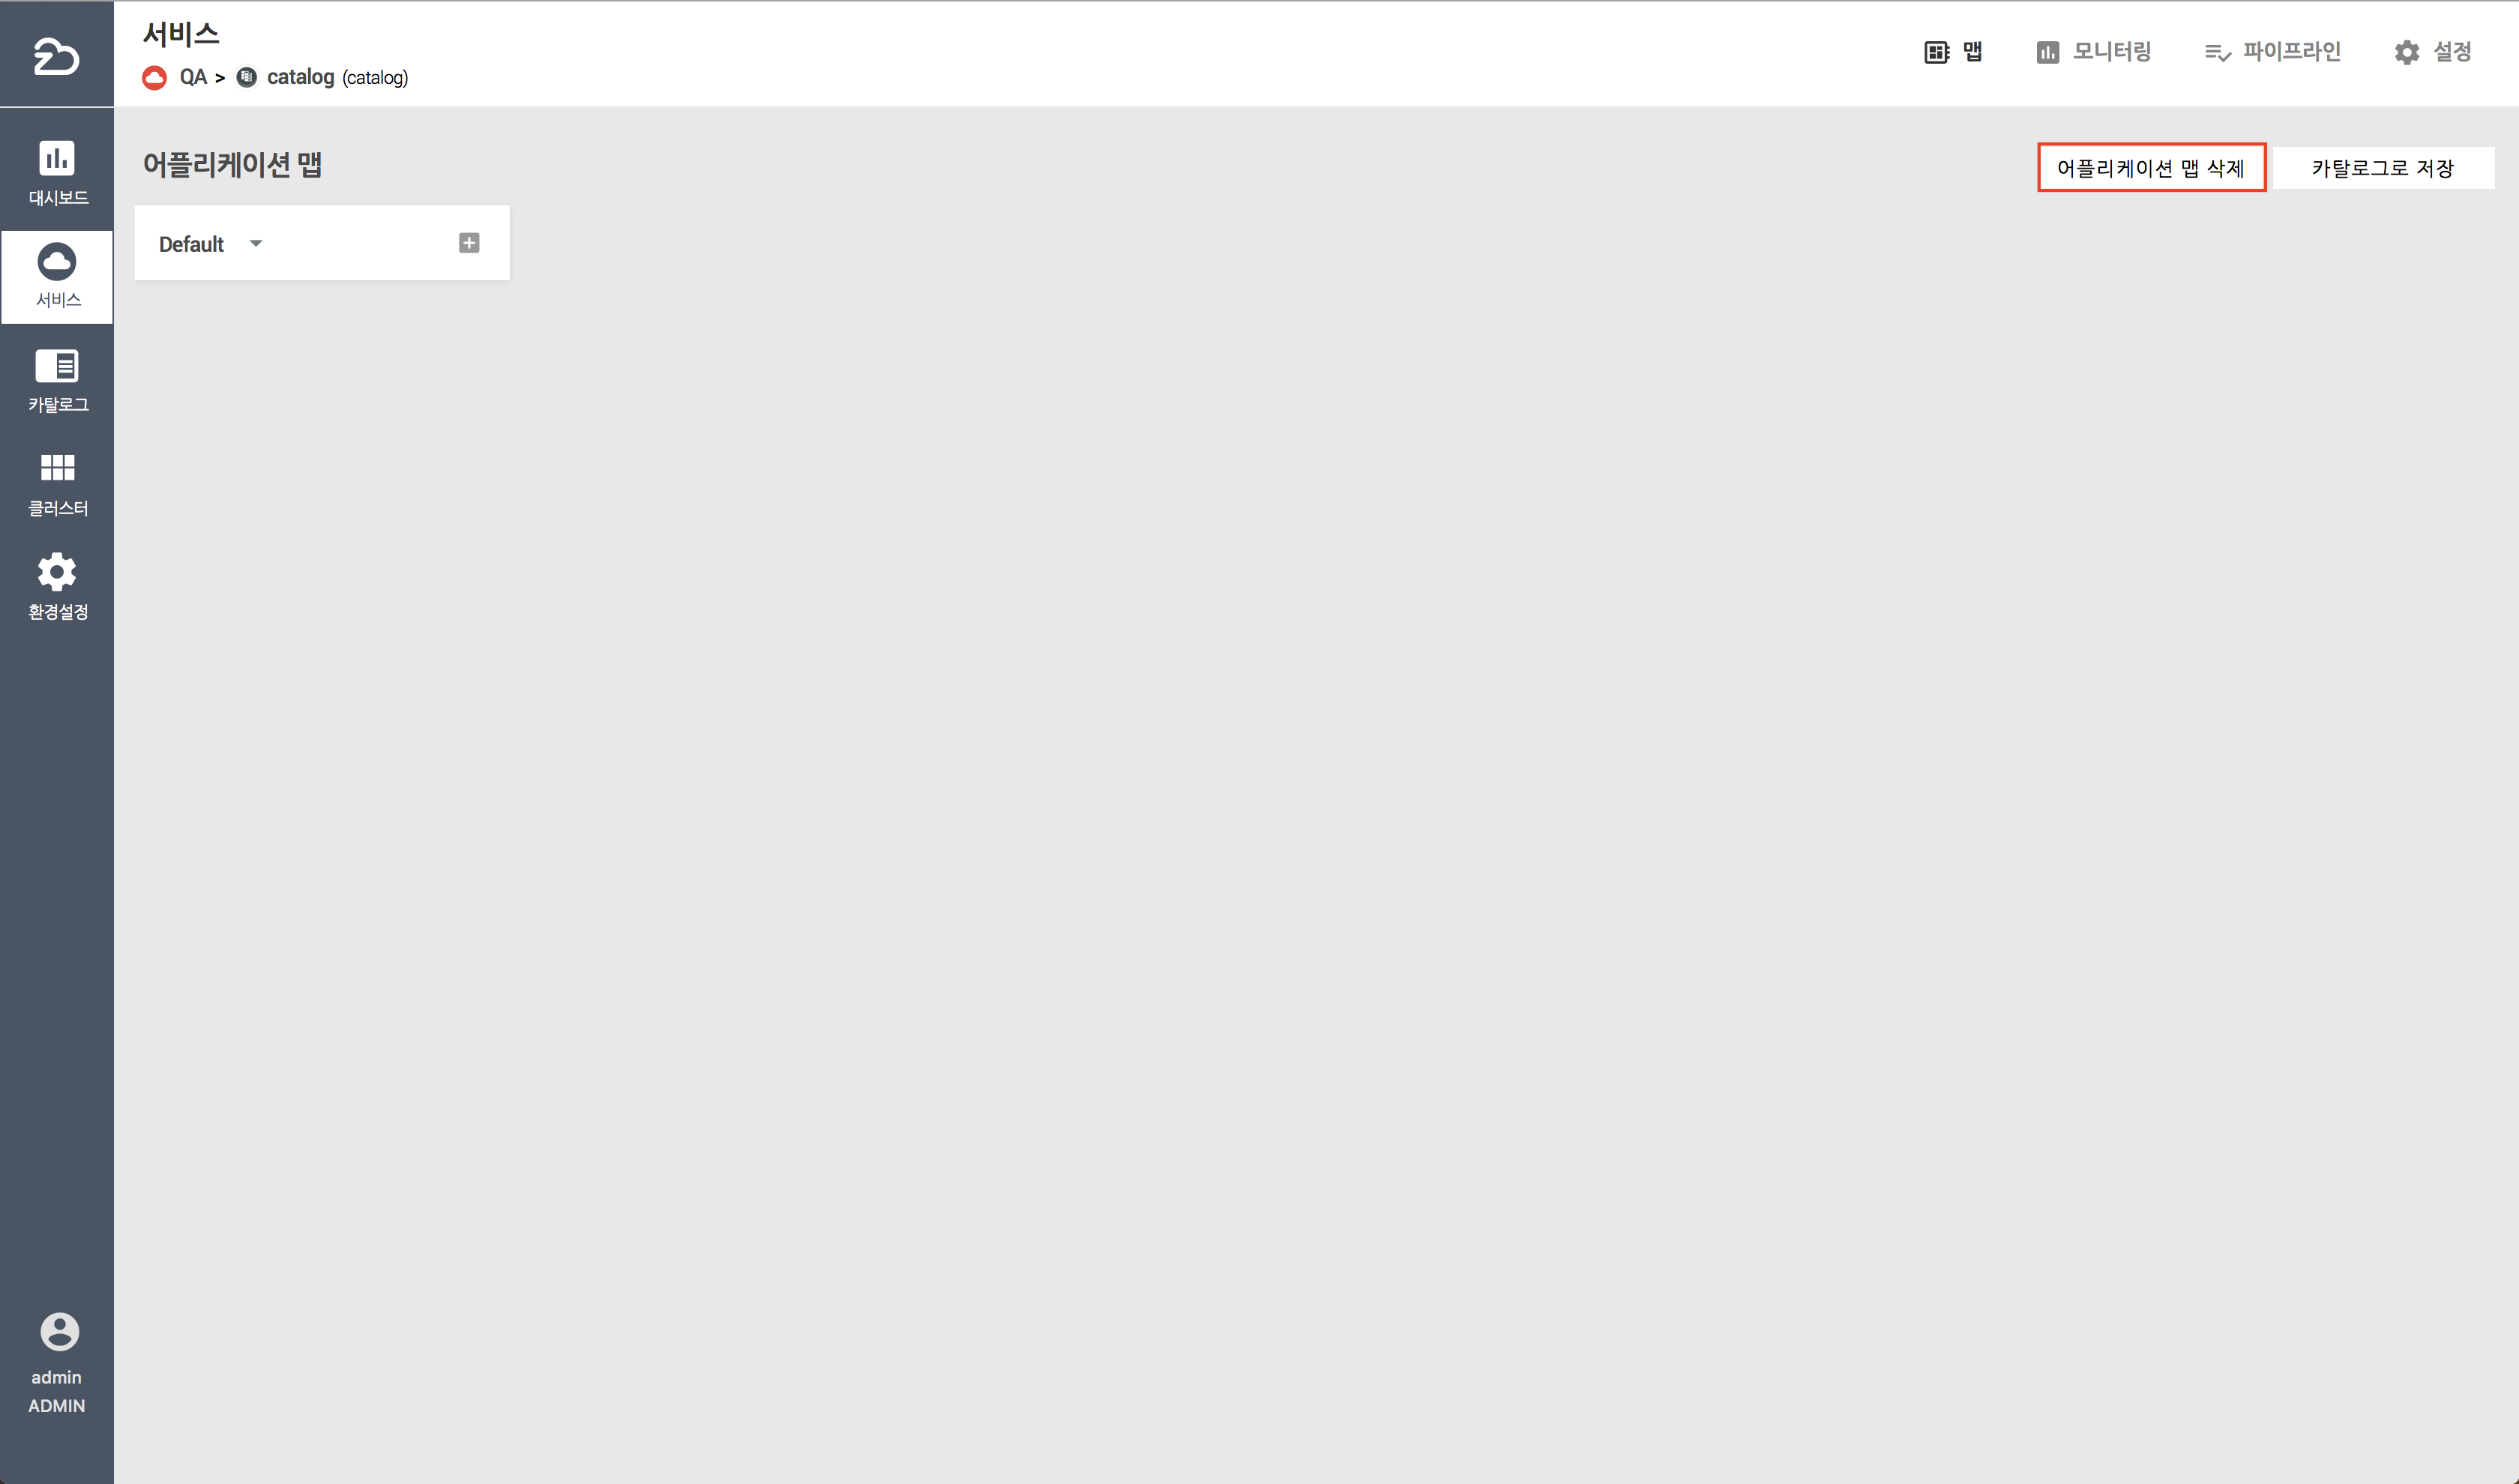 서비스
QA > catalog (catalog)
맵
모니터링
파이프라인
설정
대시보드
서비스
카탈로그
클러스터
환경설정
admin
ADMIN
어플리케이션 맵
어플리케이션 맵 삭제
카탈로그로 저장
Default